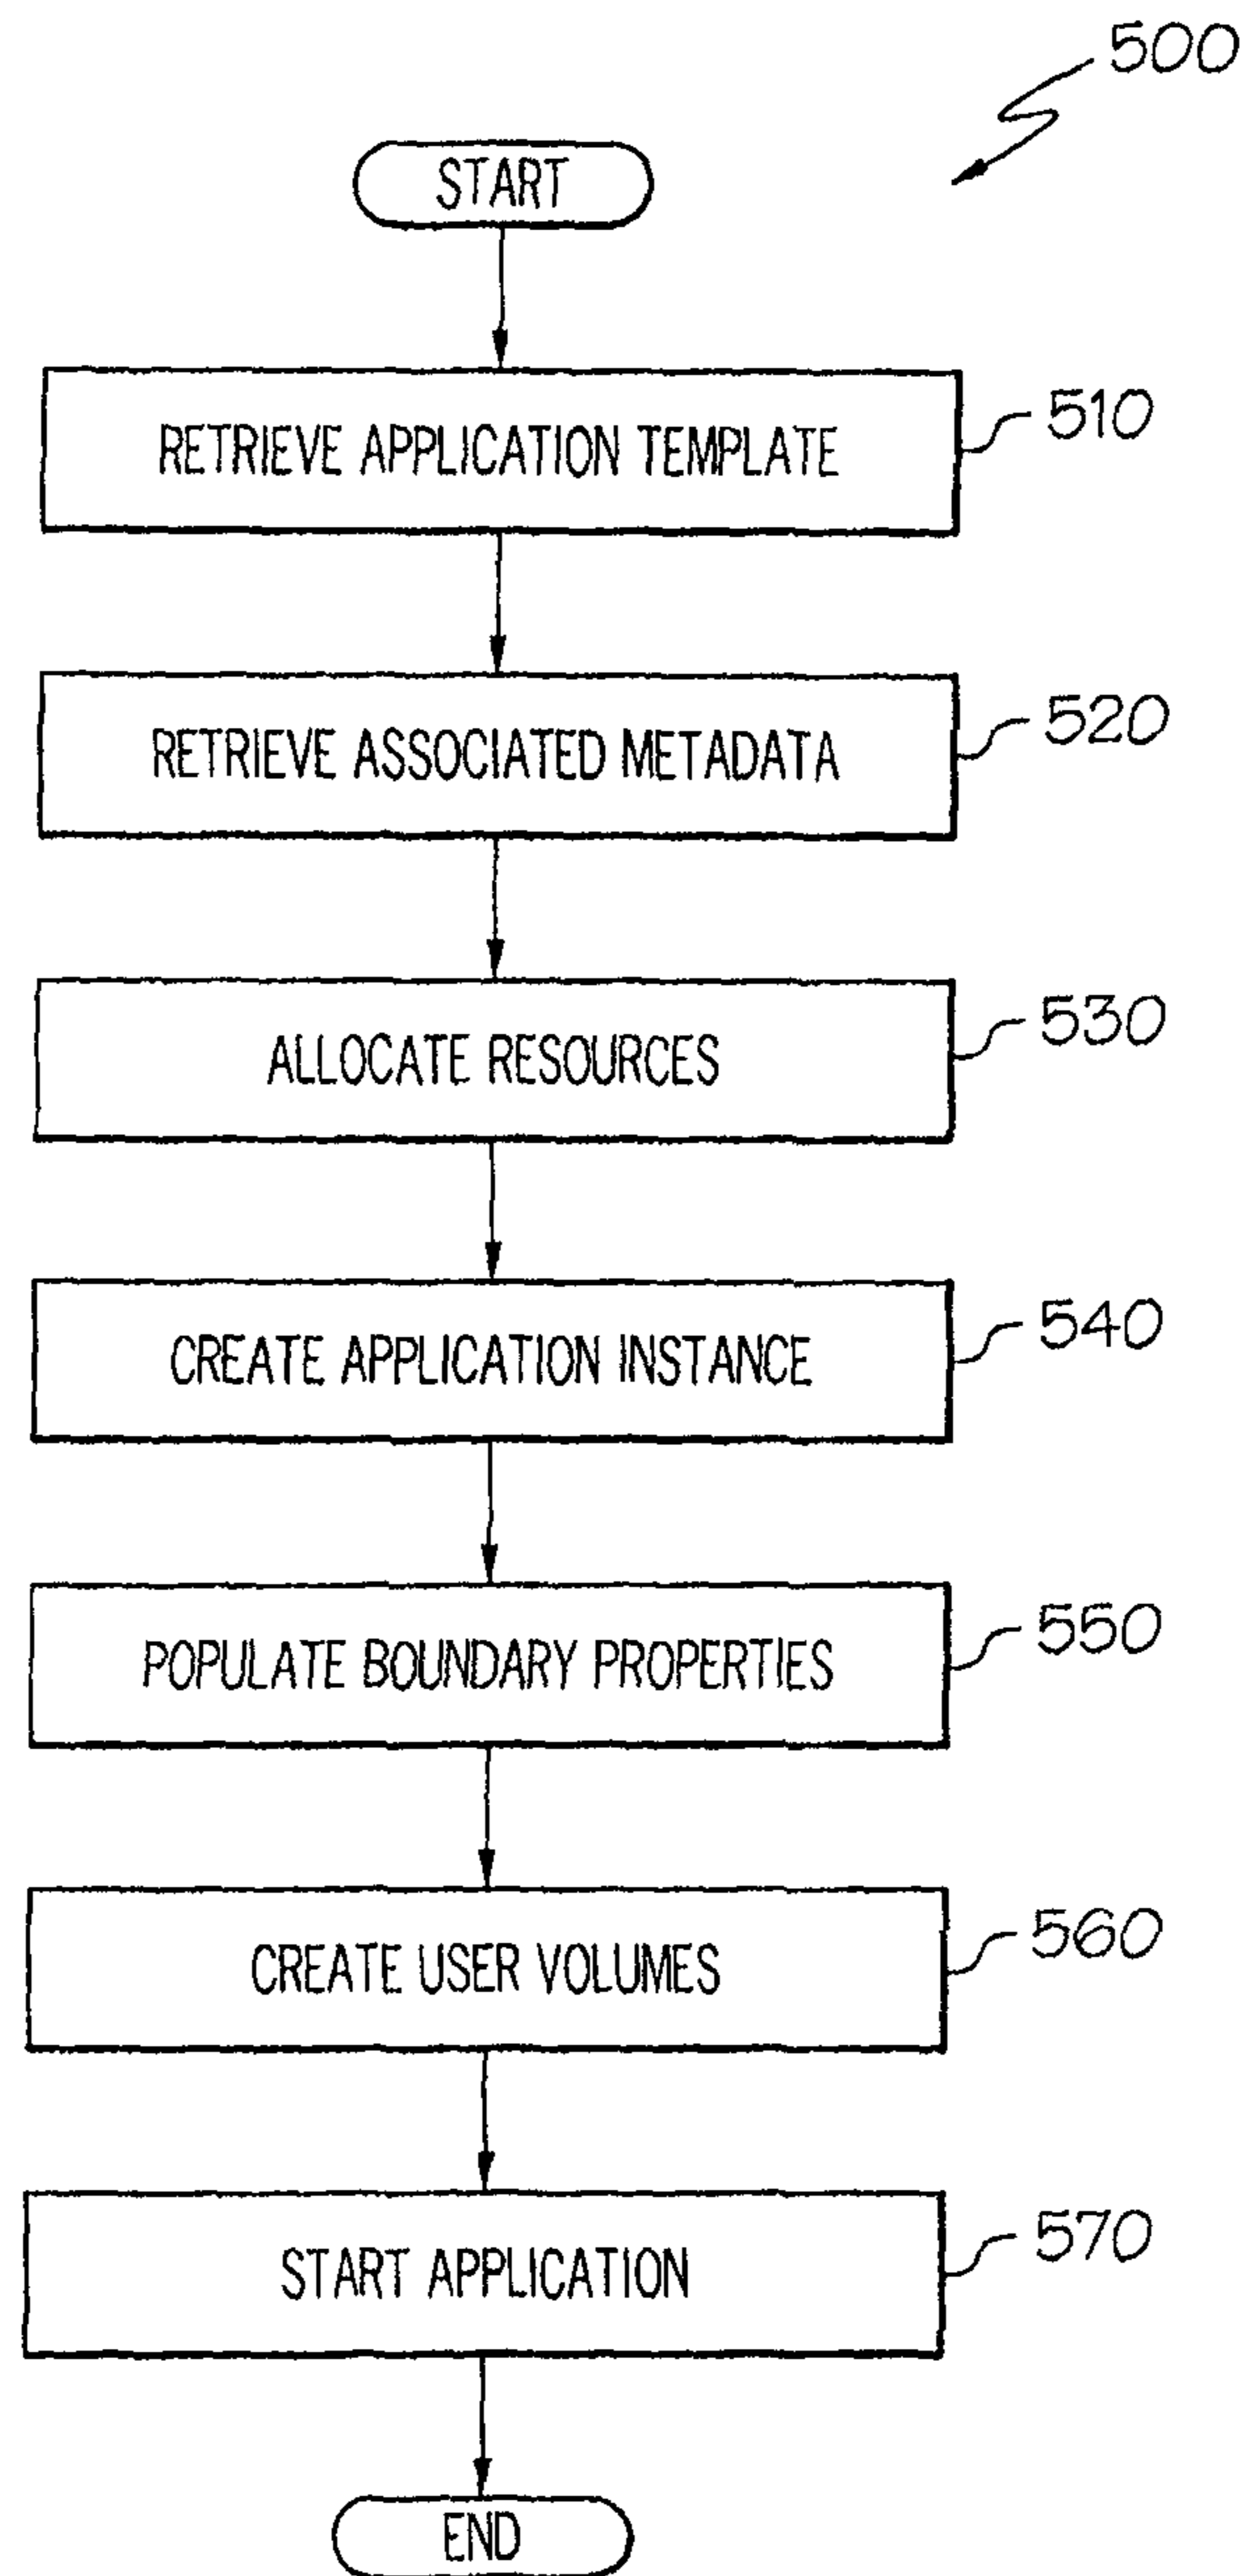 500
START
RETRIEVE APPLICATION TEMPLATE
510
RETRIEVE ASSOCIATED METADATA
520
ALLOCATE RESOURCES
530
CREATE APPLICATION INSTANCE
540
POPULATE BOUNDARY PROPERTIES
550
CREATE USER VOLUMES
560
START APPLICATION
570
END